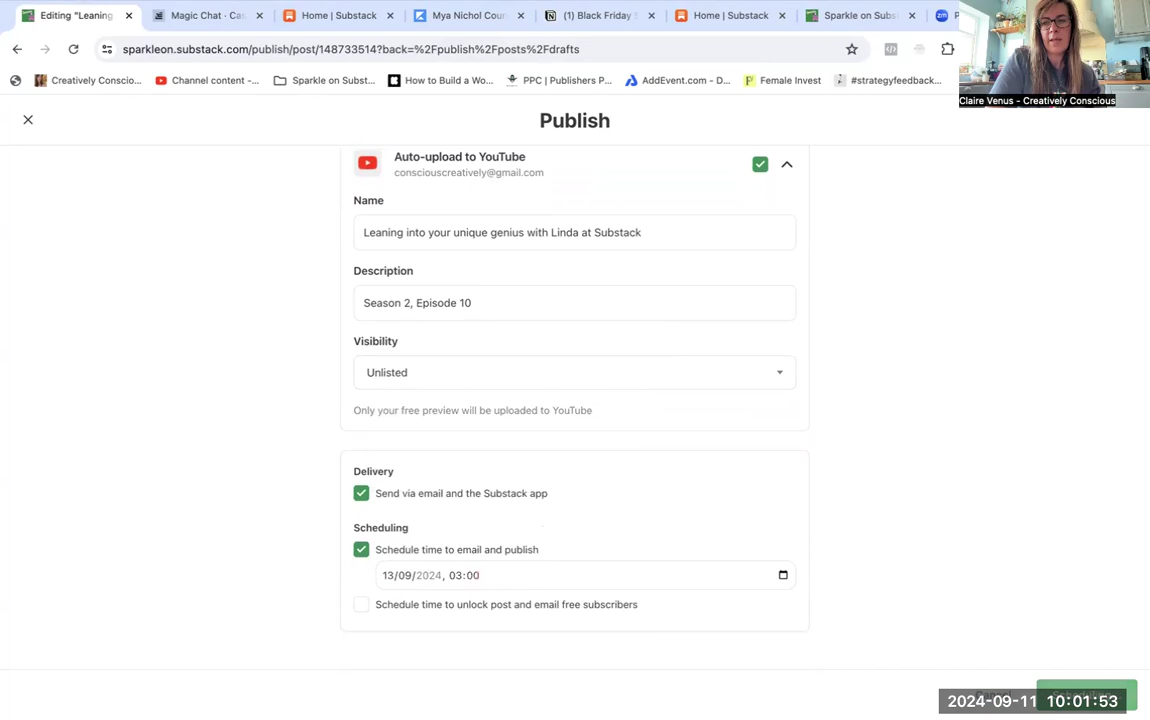 Editing "Leaning
Magic Chat - Cas
Home | Substack
Mya Nichol Cour
(1) Black Friday S
Home | Substack
Sparkle on Subs
zm
P
sparkleon.substack.com/publish/post/148733514?back=%2Fpublish%2Fposts%2Fdrafts
Creatively Conscio...
Channel content -...
Sparkle on Subst...
How to Build a Wo...
PPC | Publishers P...
AddEvent.com - D...
Female Invest
#strategyfeedback...
Claire Venus - Creatively Conscious
Publish
Auto-upload to YouTube
consciouscreatively@gmail.com
Name
Leaning into your unique genius with Linda at Substack
Description
Season 2, Episode 10
Visibility
Unlisted
Only your free preview will be uploaded to YouTube
Delivery
Send via email and the Substack app
Scheduling
Schedule time to email and publish
13/09/2024, 03:00
Schedule time to unlock post and email free subscribers
2024-09-11 10:01:53